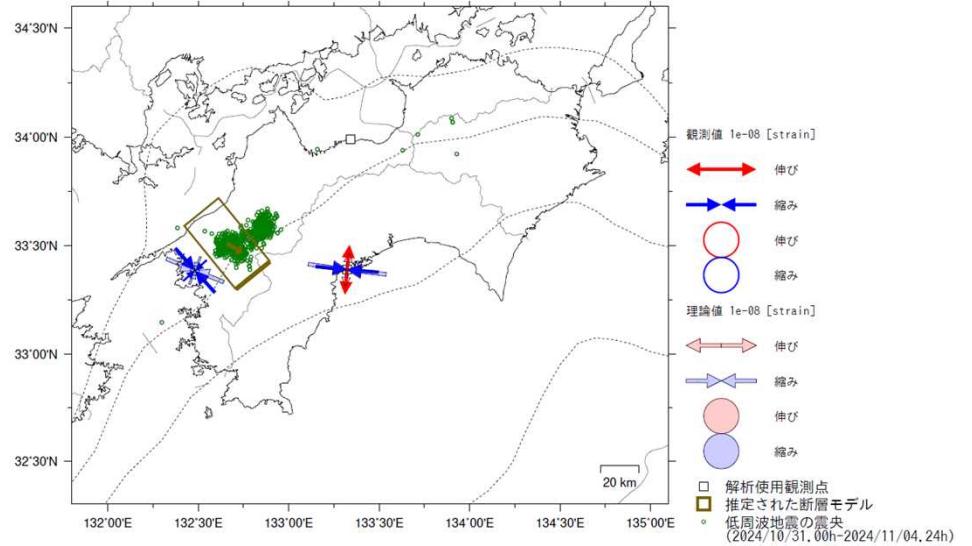 34°30'N
34°00'N
33°30'N
33°00'N
32°30'N
132°00'E 132°30'E 133°00'E 133°30'E 134°00'E 134°30'E 135°00'E
20 km
観測値 1e-08 [strain]
伸び
縮み
伸び
縮み
理論値 1e-08 [strain]
伸び
縮み
伸び
縮み
解析使用観測点
推定された断層モデル
低周波地震の震央
(2024/10/31.00h-2024/11/04.24h)